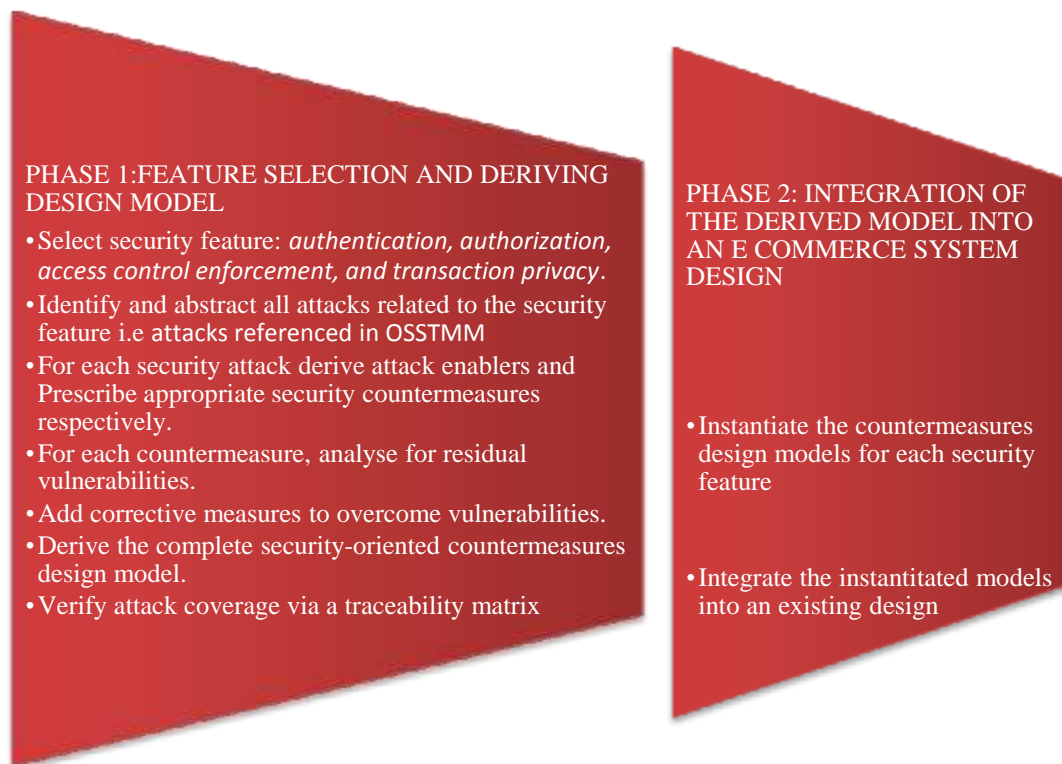 PHASE 1:FEATURE SELECTION AND DERIVING
DESIGN MODEL
•Select security feature: authentication, authorization,
access control enforcement, and transaction privacy.
•Identify and abstract all attacks related to the security
feature i.e attacks referenced in OSSTMM
•For each security attack derive attack enablers and
Prescribe appropriate security countermeasures
respectively.
•For each countermeasure, analyse for residual
vulnerabilities.
•Add corrective measures to overcome vulnerabilities.
•Derive the complete security-oriented countermeasures
design model.
•Verify attack coverage via a traceability matrix
PHASE 2: INTEGRATION OF
THE DERIVED MODEL INTO
AN E COMMERCE SYSTEM
DESIGN
•Instantiate the countermeasures
design models for each security
feature
•Integrate the instantitated models
into an existing design